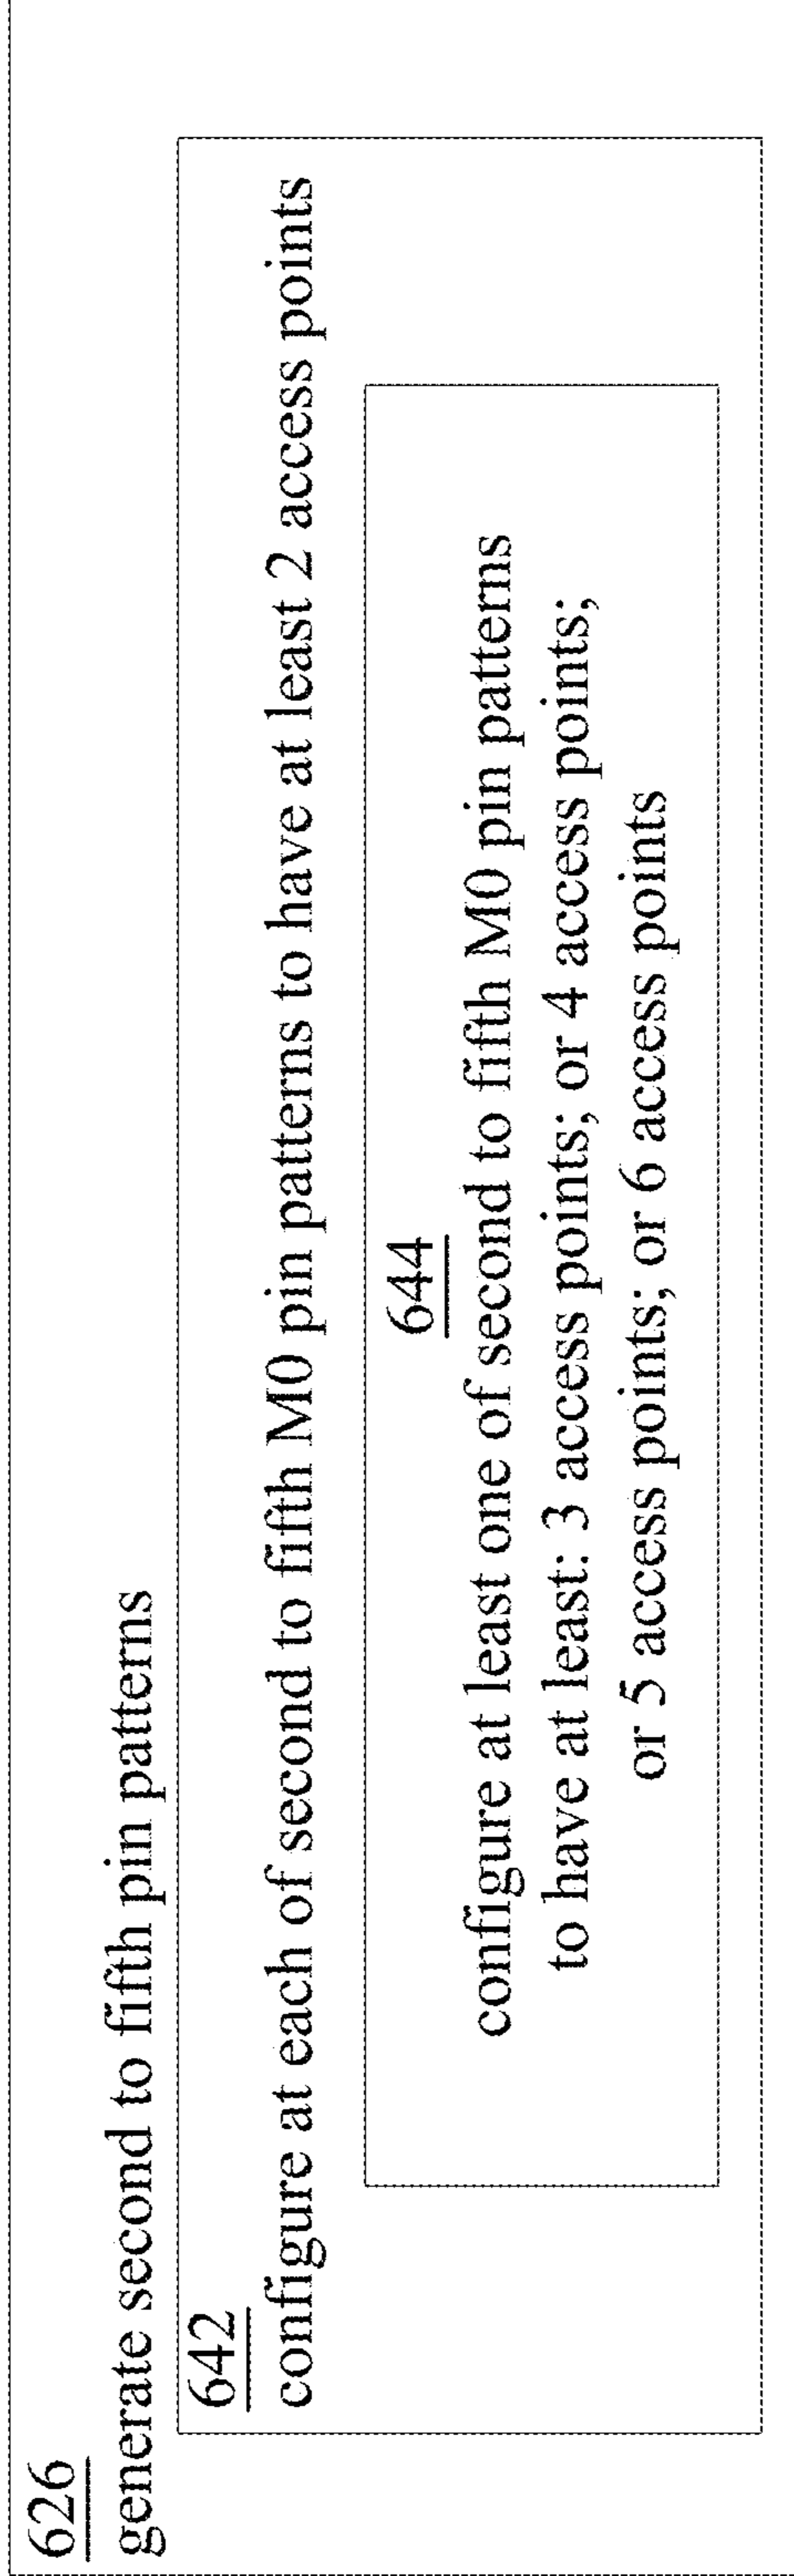 626
generate second to fifth pin patterns
642
configure at each of second to fifth M0 pin patterns to have at least 2 access points
644
configure at least one of second to fifth M0 pin patterns
to have at least: 3 access points; or 4 access points;
or 5 access points; or 6 access points